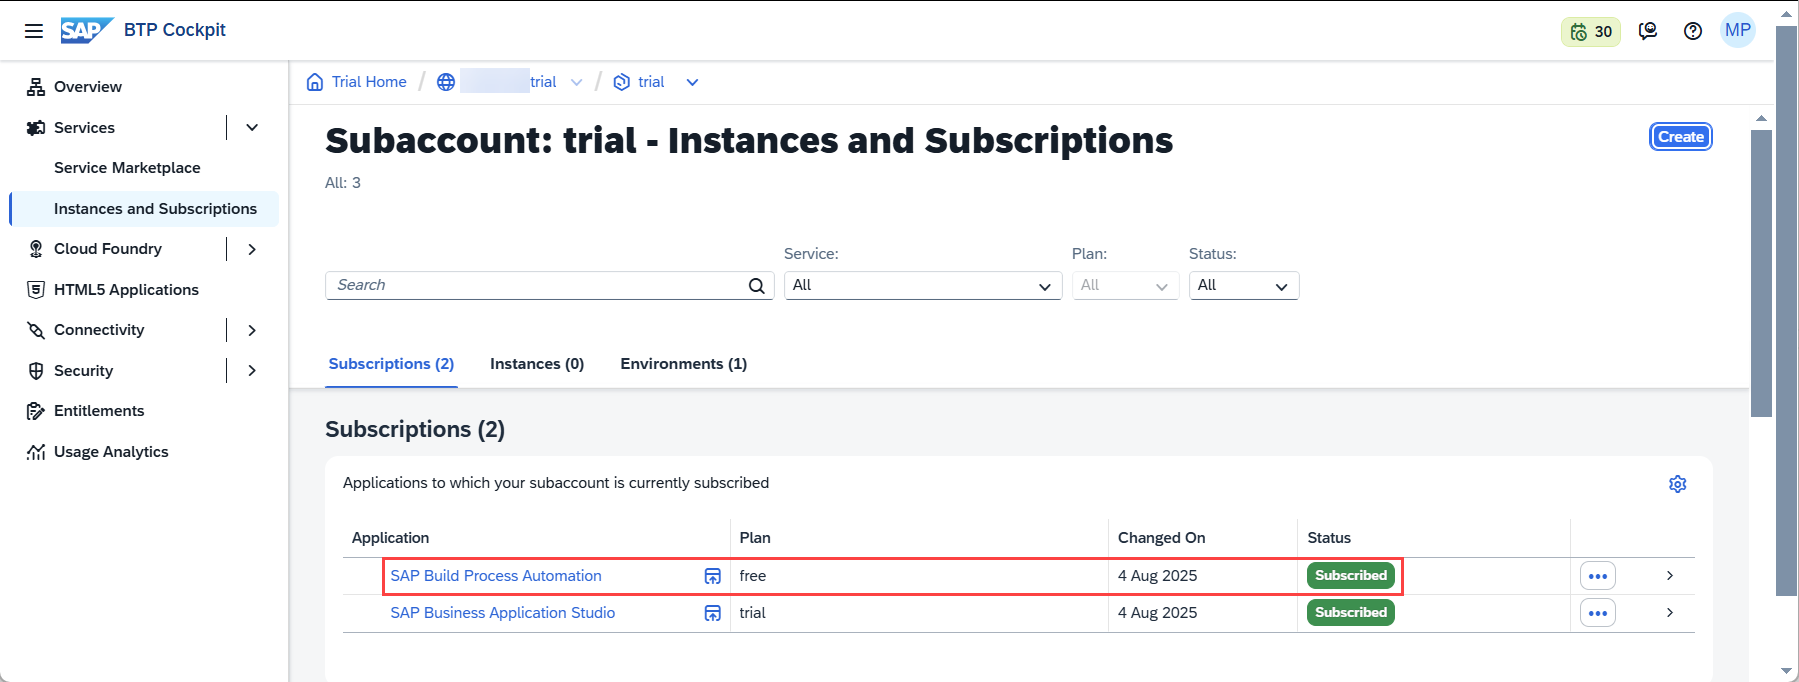 SAP BTP Cockpit
30
MP
Overview
Services
Service Marketplace
Instances and Subscriptions
Cloud Foundry
HTML5 Applications
Connectivity
Security
Entitlements
Usage Analytics
Trial Home / trial / trial
Subaccount: trial - Instances and Subscriptions
Create
All: 3
Service: Plan: Status:
Search All All All
Subscriptions (2) Instances (0) Environments (1)
Subscriptions (2)
Applications to which your subaccount is currently subscribed
Application Plan Changed On Status
SAP Build Process Automation free 4 Aug 2025 Subscribed
SAP Business Application Studio trial 4 Aug 2025 Subscribed